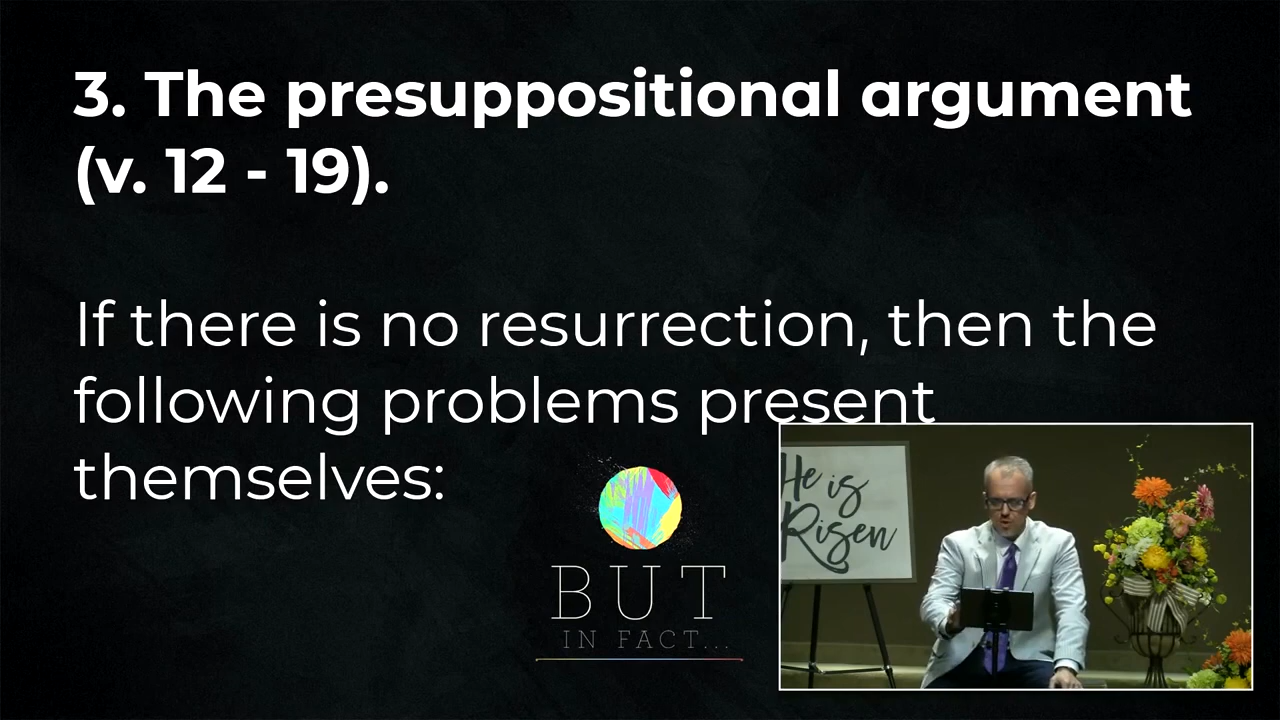 3. The presuppositional argument
(v. 12 - 19).
If there is no resurrection, then the
following problems present
themselves:
BUT
IN FACT...
He is
Risen